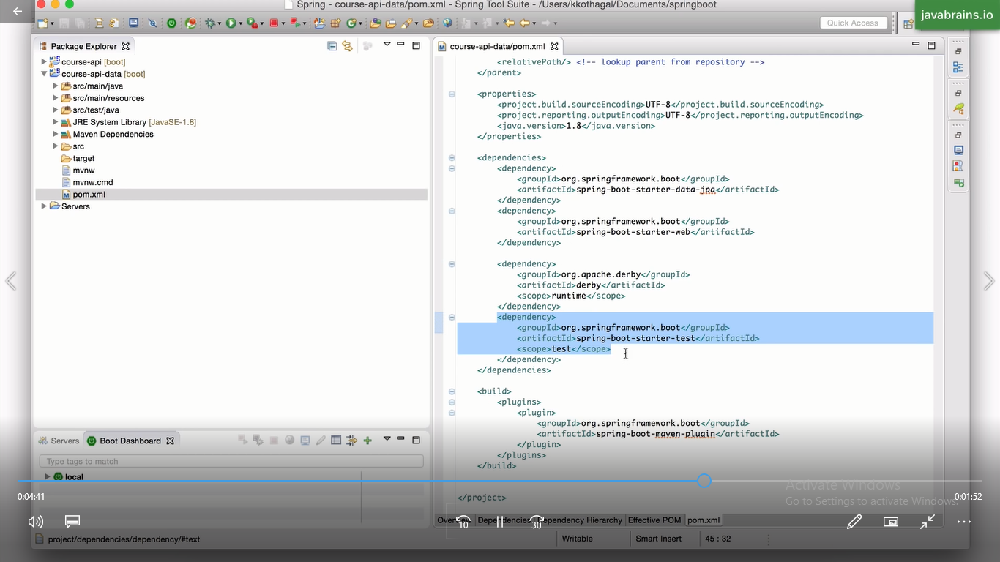 Spring - course-api-data/pom.xml - Spring Tool Suite - /Users/kkothagal/Documents/springboot
javabrains.io
Quick Access
Package Explorer
course-api [boot]
course-api-data [boot]
src/main/java
src/main/resources
src/test/java
JRE System Library [JavaSE-1.8]
Maven Dependencies
src
target
mvnw
mvnw.cmd
pom.xml
Servers
course-api-data/pom.xml
<relativePath/> <!-- lookup parent from repository -->
</parent>
<properties>
<project.build.sourceEncoding>UTF-8</project.build.sourceEncoding>
<project.reporting.outputEncoding>UTF-8</project.reporting.outputEncoding>
<java.version>1.8</java.version>
</properties>
<dependencies>
<dependency>
<groupId>org.springframework.boot</groupId>
<artifactId>spring-boot-starter-data-jpa</artifactId>
</dependency>
<dependency>
<groupId>org.springframework.boot</groupId>
<artifactId>spring-boot-starter-web</artifactId>
</dependency>
<dependency>
<groupId>org.apache.derby</groupId>
<artifactId>derby</artifactId>
<scope>runtime</scope>
</dependency>
<dependency>
<groupId>org.springframework.boot</groupId>
<artifactId>spring-boot-starter-test</artifactId>
<scope>test</scope>
</dependency>
</dependencies>
<build>
<plugins>
<plugin>
<groupId>org.springframework.boot</groupId>
<artifactId>spring-boot-maven-plugin</artifactId>
</plugin>
</plugins>
</build>
</project>
Servers Boot Dashboard
Type tags to match
local
Activate Windows
Go to Settings to activate Windows.
0:04:41
0:01:52
Overview Dependencies Dependency Hierarchy Effective POM pom.xml
10
30
project/dependencies/dependency/#text
Writable
Smart Insert
45 : 32